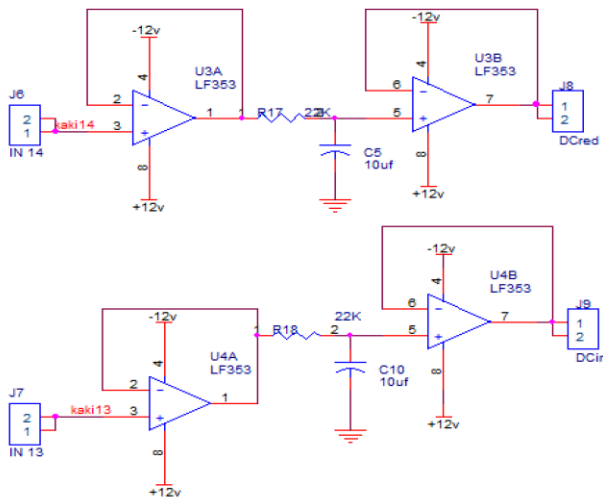 -12v
U3A
LF353
4
2
1
1
3
8
+12v
J6
2
1
kaki14
IN 14
R17
22K
C5
10uf
-12v
U3B
LF353
4
6
7
5
8
+12v
J8
1
2
DCred
-12v
U4A
LF353
4
2
1
3
8
+12v
J7
2
1
kaki13
IN 13
1
R18
22K
2
C10
10uf
-12v
U4B
LF353
4
6
7
5
8
+12v
J9
1
2
DCir